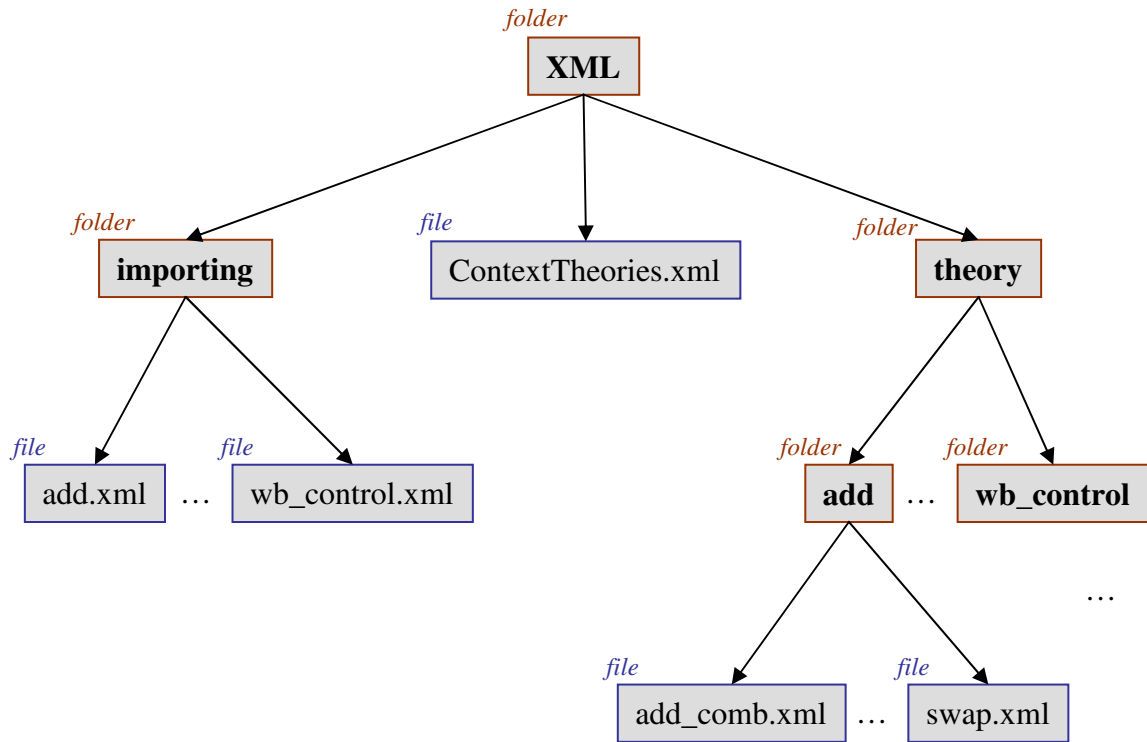 folder
XML
folder
importing
file
ContextTheories.xml
folder
theory
file
add.xml
…
file
wb_control.xml
folder
add
…
folder
wb_control
…
file
add_comb.xml
…
file
swap.xml